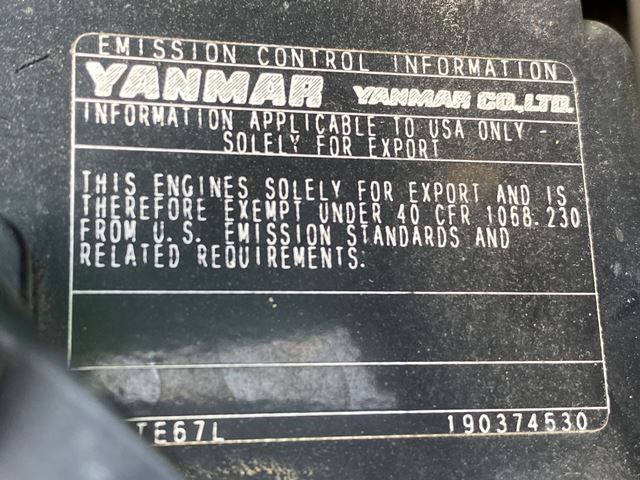 EMISSION CONTROL INFORMATION
YANMAR YANMAR CO.,LTD.
INFORMATION APPLICABLE TO USA ONLY -
SOLELY FOR EXPORT
THIS ENGINES SOLELY FOR EXPORT AND IS
THEREFORE EXEMPT UNDER 40 CFR 1068.230
FROM U.S. EMISSION STANDARDS AND
RELATED REQUIREMENTS.
TE67L 190374530